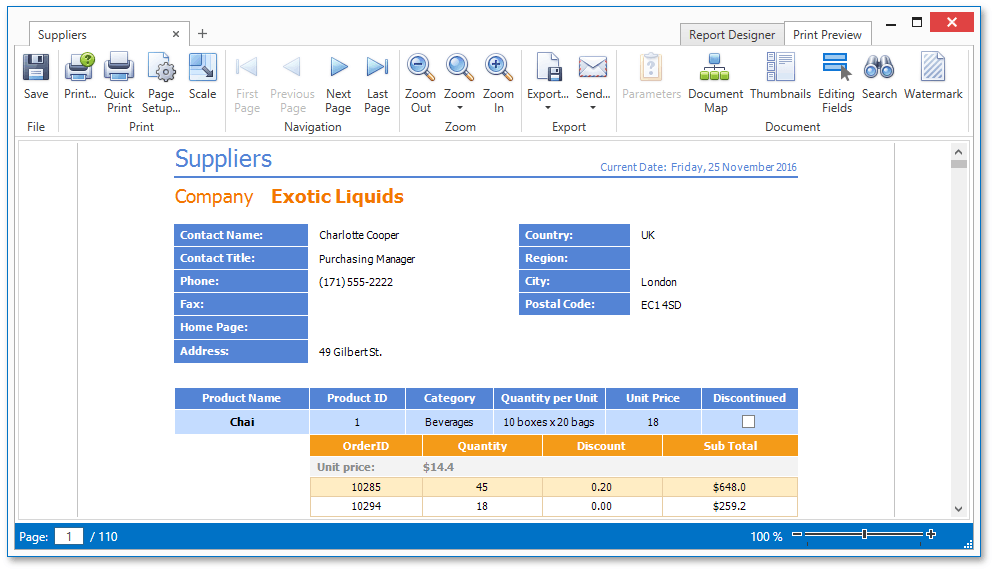 Suppliers × +
Report Designer Print Preview
Save Print... Quick Print Page Setup... Scale First Page Previous Page Next Page Last Page Zoom Out Zoom Zoom In Export... Send... Parameters Document Map Thumbnails Editing Fields Search Watermark
File Print Navigation Zoom Export Document
Suppliers
Current Date: Friday, 25 November 2016
Company Exotic Liquids
Contact Name: Charlotte Cooper Country: UK
Contact Title: Purchasing Manager Region:
Phone: (171) 555-2222 City: London
Fax: Postal Code: EC1 4SD
Home Page:
Address: 49 Gilbert St.
Product Name Product ID Category Quantity per Unit Unit Price Discontinued
Chai 1 Beverages 10 boxes x 20 bags 18
OrderID Quantity Discount Sub Total
Unit price: $14.4
10285 45 0.20 $648.0
10294 18 0.00 $259.2
Page: 1 / 110 100 %